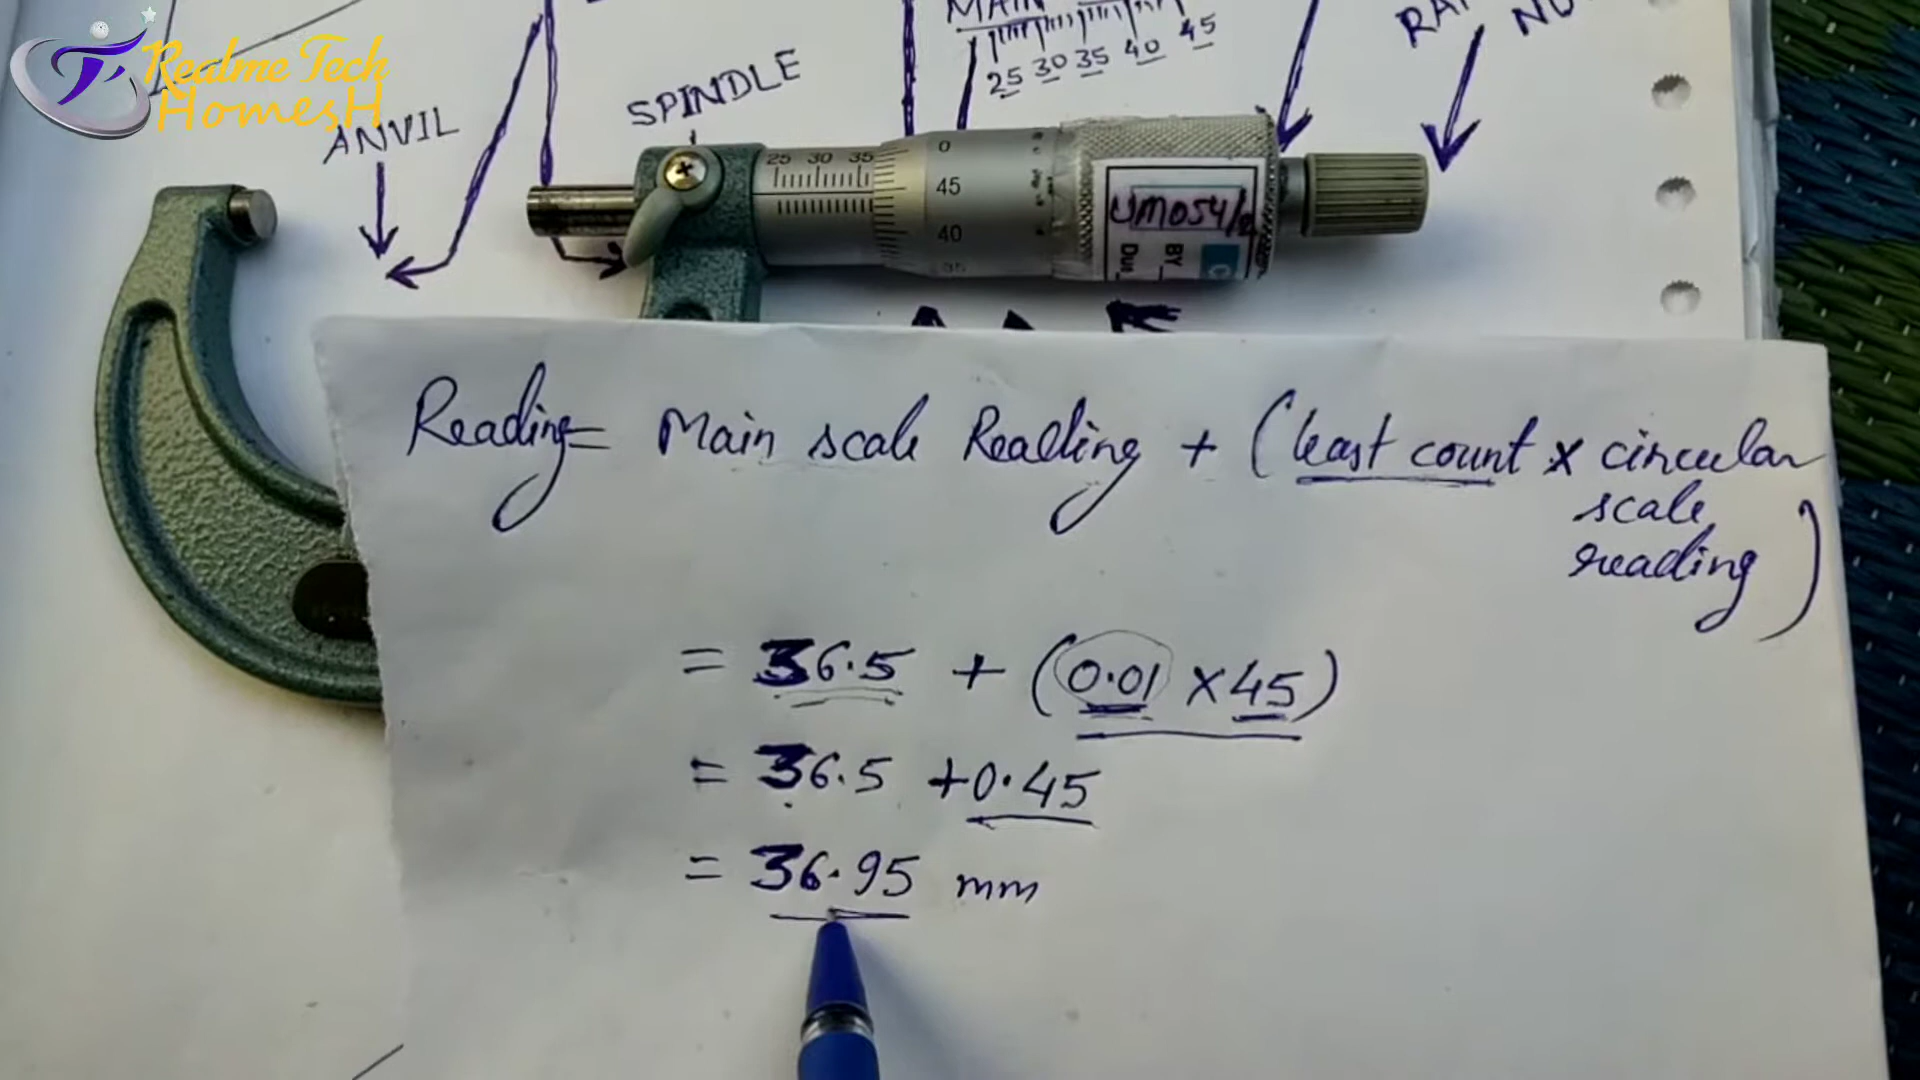 Realme Tech
HomesH
MAIN
25 30 35 40 45
SPINDLE
ANVIL
25 30 35
0
45
40
35
UM054/
BY
Due
Reading = Main scale Reading + (least count x circular
scale
reading)
= 36.5 + (0.01 x 45)
= 36.5 + 0.45
= 36.95 mm